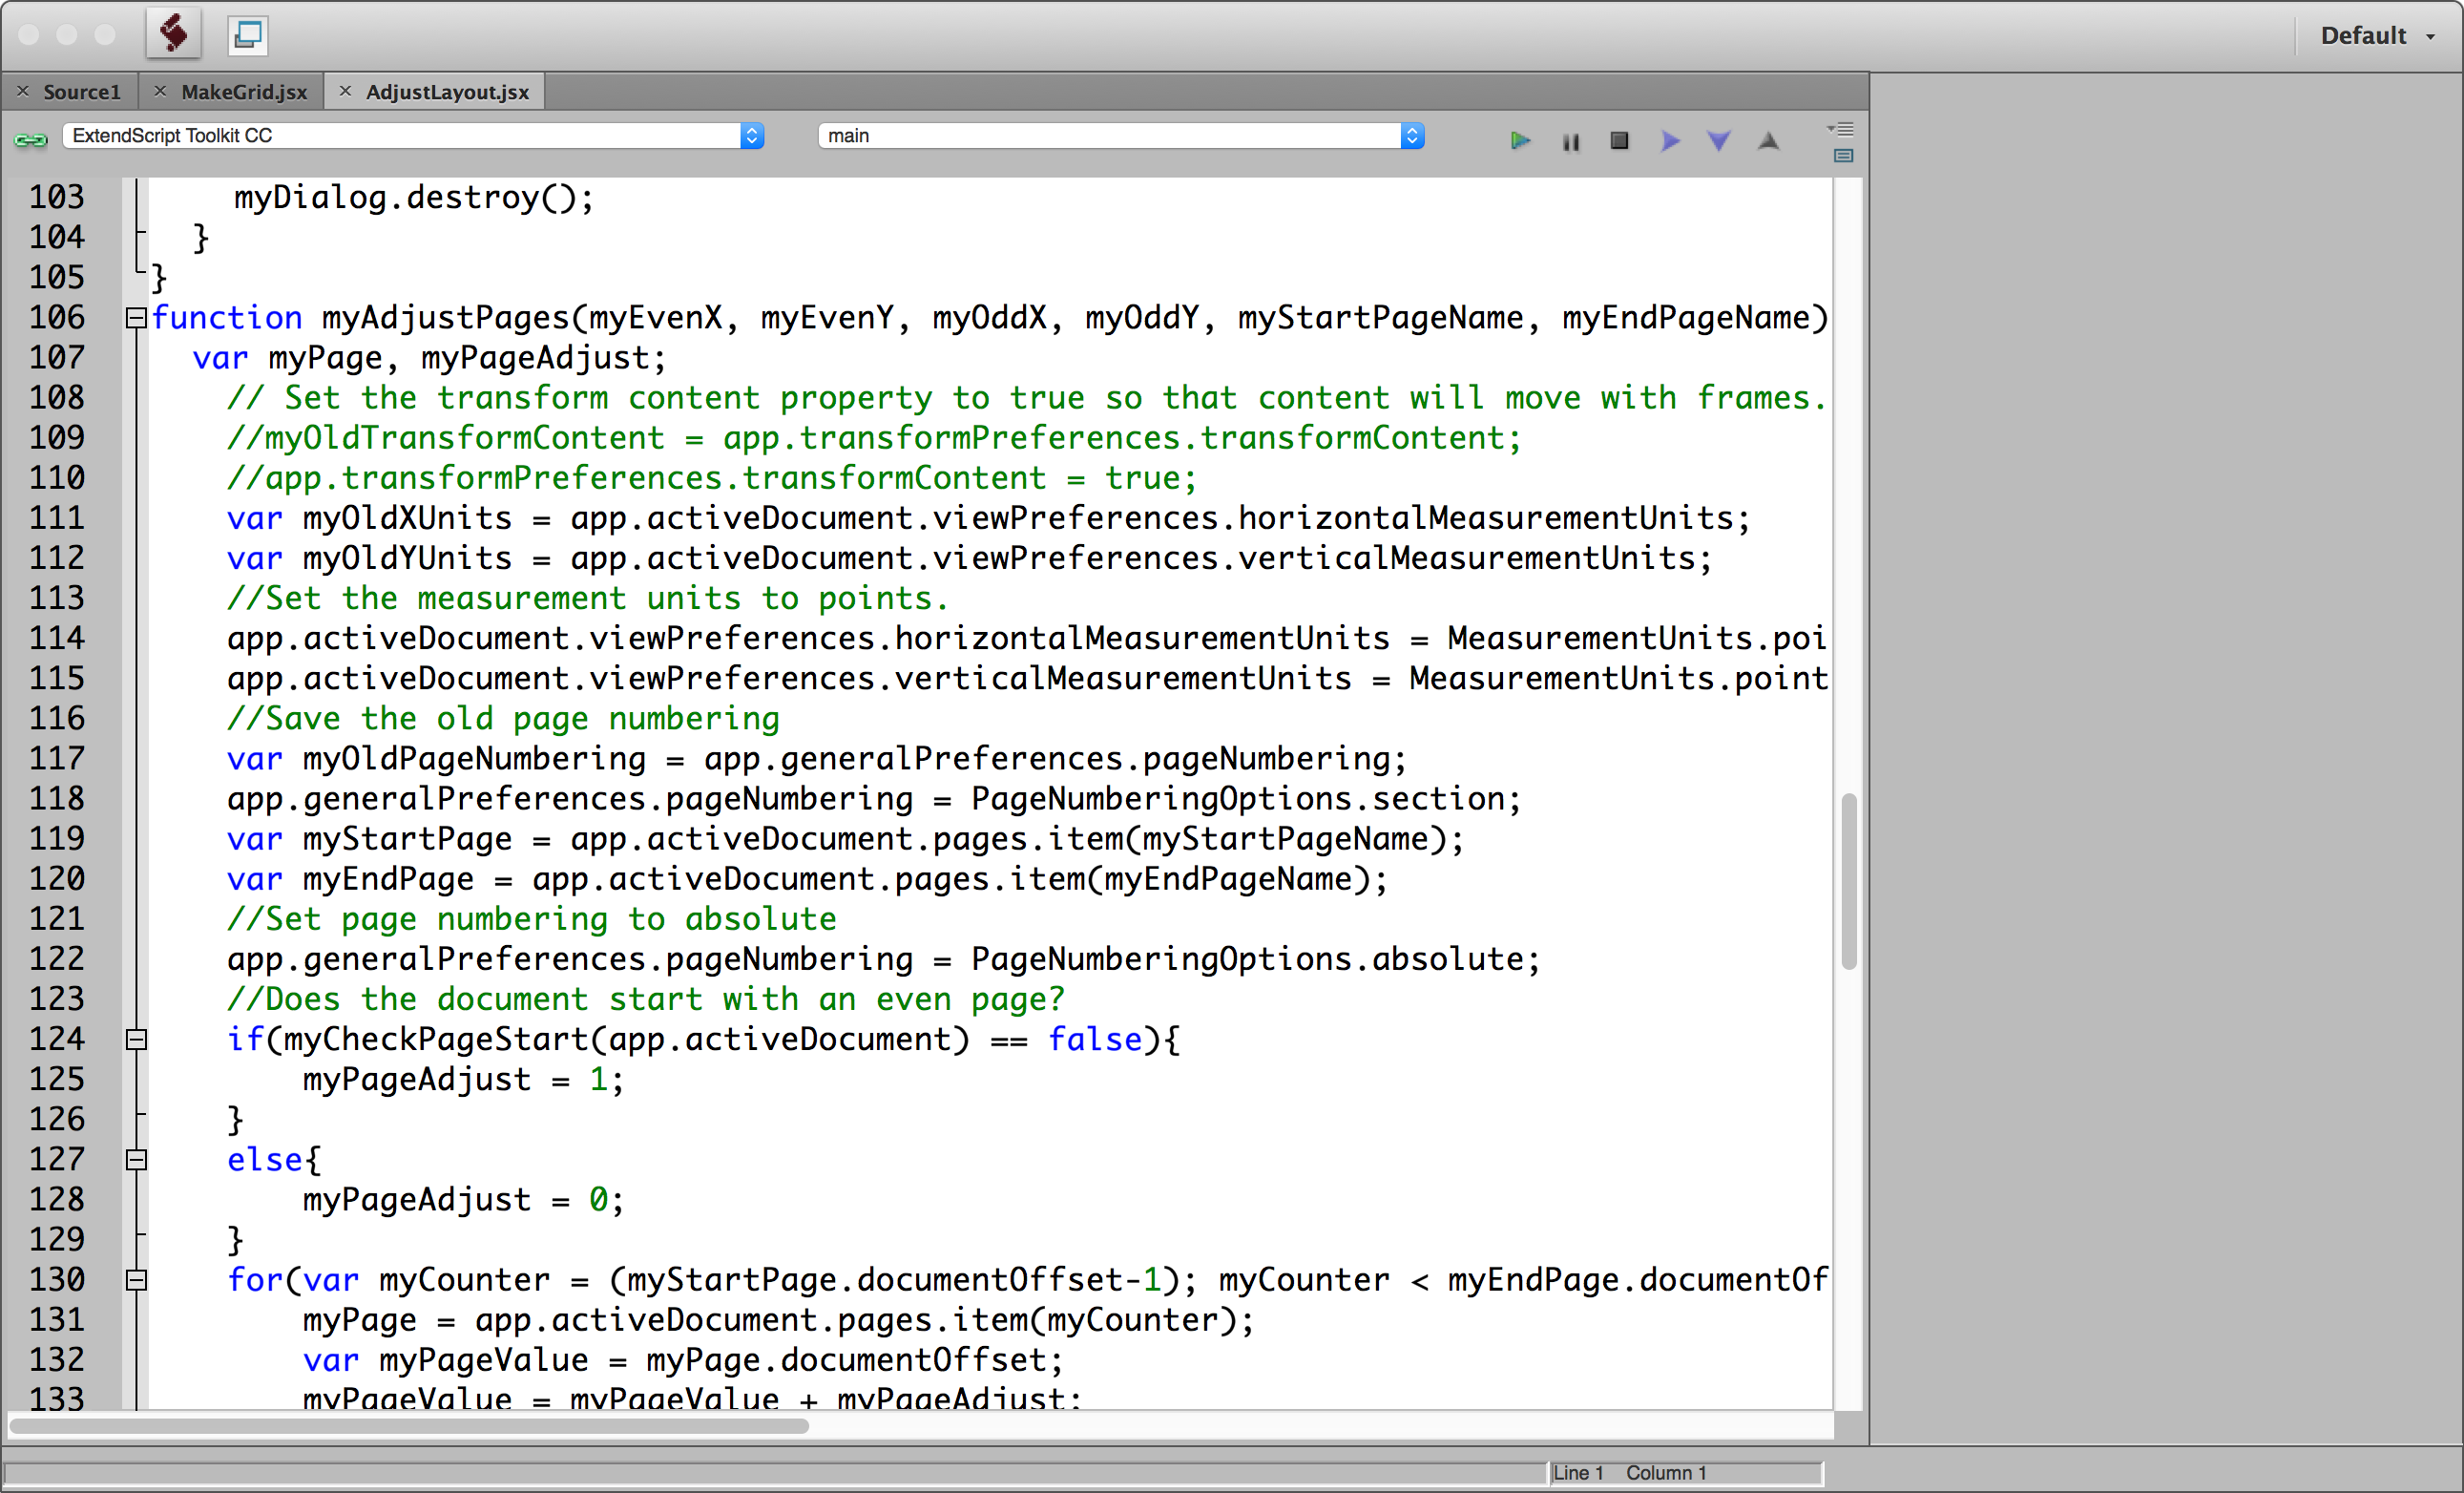 Default
Source1 MakeGrid.jsx AdjustLayout.jsx
ExtendScript Toolkit CC main
103 myDialog.destroy();
104 }
105 }
106 function myAdjustPages(myEvenX, myEvenY, myOddX, myOddY, myStartPageName, myEndPageName)
107 var myPage, myPageAdjust;
108 // Set the transform content property to true so that content will move with frames.
109 //myOldTransformContent = app.transformPreferences.transformContent;
110 //app.transformPreferences.transformContent = true;
111 var myOldXUnits = app.activeDocument.viewPreferences.horizontalMeasurementUnits;
112 var myOldYUnits = app.activeDocument.viewPreferences.verticalMeasurementUnits;
113 //Set the measurement units to points.
114 app.activeDocument.viewPreferences.horizontalMeasurementUnits = MeasurementUnits.poi
115 app.activeDocument.viewPreferences.verticalMeasurementUnits = MeasurementUnits.point
116 //Save the old page numbering
117 var myOldPageNumbering = app.generalPreferences.pageNumbering;
118 app.generalPreferences.pageNumbering = PageNumberingOptions.section;
119 var myStartPage = app.activeDocument.pages.item(myStartPageName);
120 var myEndPage = app.activeDocument.pages.item(myEndPageName);
121 //Set page numbering to absolute
122 app.generalPreferences.pageNumbering = PageNumberingOptions.absolute;
123 //Does the document start with an even page?
124 if(myCheckPageStart(app.activeDocument) == false){
125 myPageAdjust = 1;
126 }
127 else{
128 myPageAdjust = 0;
129 }
130 for(var myCounter = (myStartPage.documentOffset-1); myCounter < myEndPage.documentOf
131 myPage = app.activeDocument.pages.item(myCounter);
132 var myPageValue = myPage.documentOffset;
133 myPageValue = myPageValue + myPageAdjust;
Line 1 Column 1